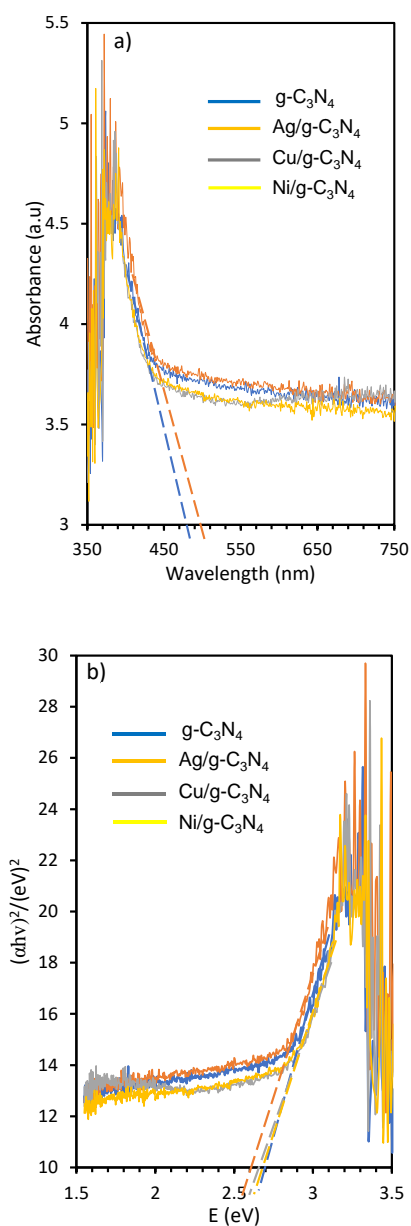 a)
5.5
5
4.5
4
3.5
3
Absorbance (a.u)
g-C₃N₄
Ag/g-C₃N₄
Cu/g-C₃N₄
Ni/g-C₃N₄
350 450 550 650 750
Wavelength (nm)
b)
30
28
26
24
22
20
18
16
14
12
10
(αhν)²/(eV)²
g-C₃N₄
Ag/g-C₃N₄
Cu/g-C₃N₄
Ni/g-C₃N₄
1.5 2 2.5 3 3.5
E (eV)